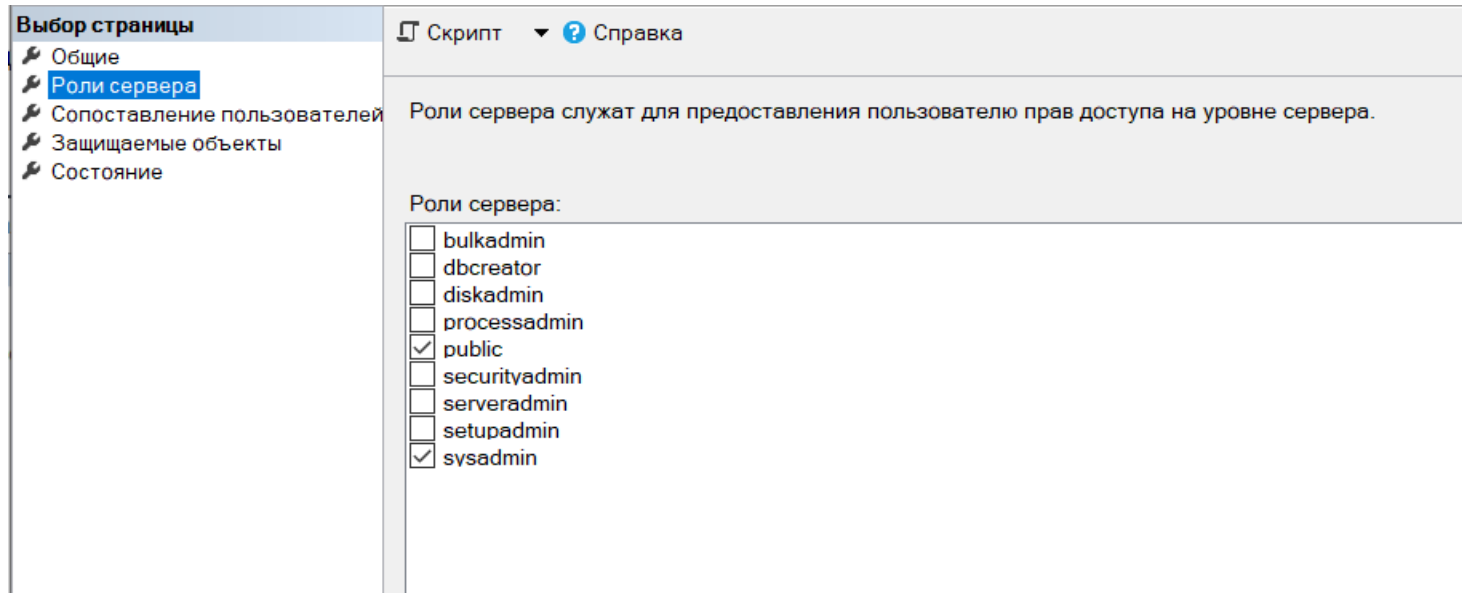 Выбор страницы
Общие
Роли сервера
Сопоставление пользователей
Защищаемые объекты
Состояние
Скрипт Справка
Роли сервера служат для предоставления пользователю прав доступа на уровне сервера.
Роли сервера:
bulkadmin
dbcreator
diskadmin
processadmin
public
securityadmin
serveradmin
setupadmin
sysadmin